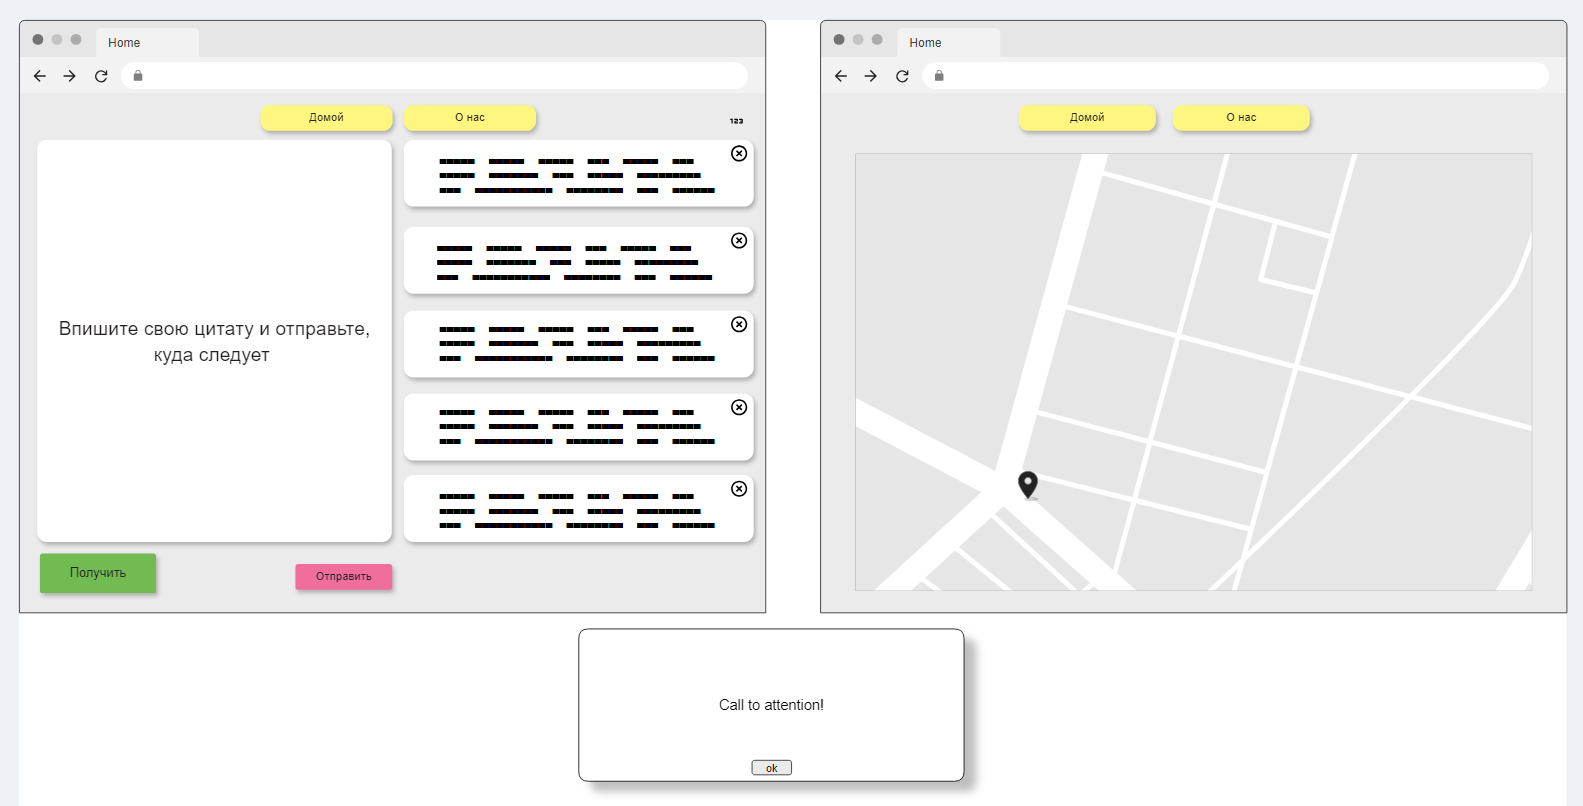 Home
Домой
О нас
123
Впишите свою цитату и отправьте,
куда следует
Получить
Отправить
Home
Домой
О нас
Call to attention!
ok